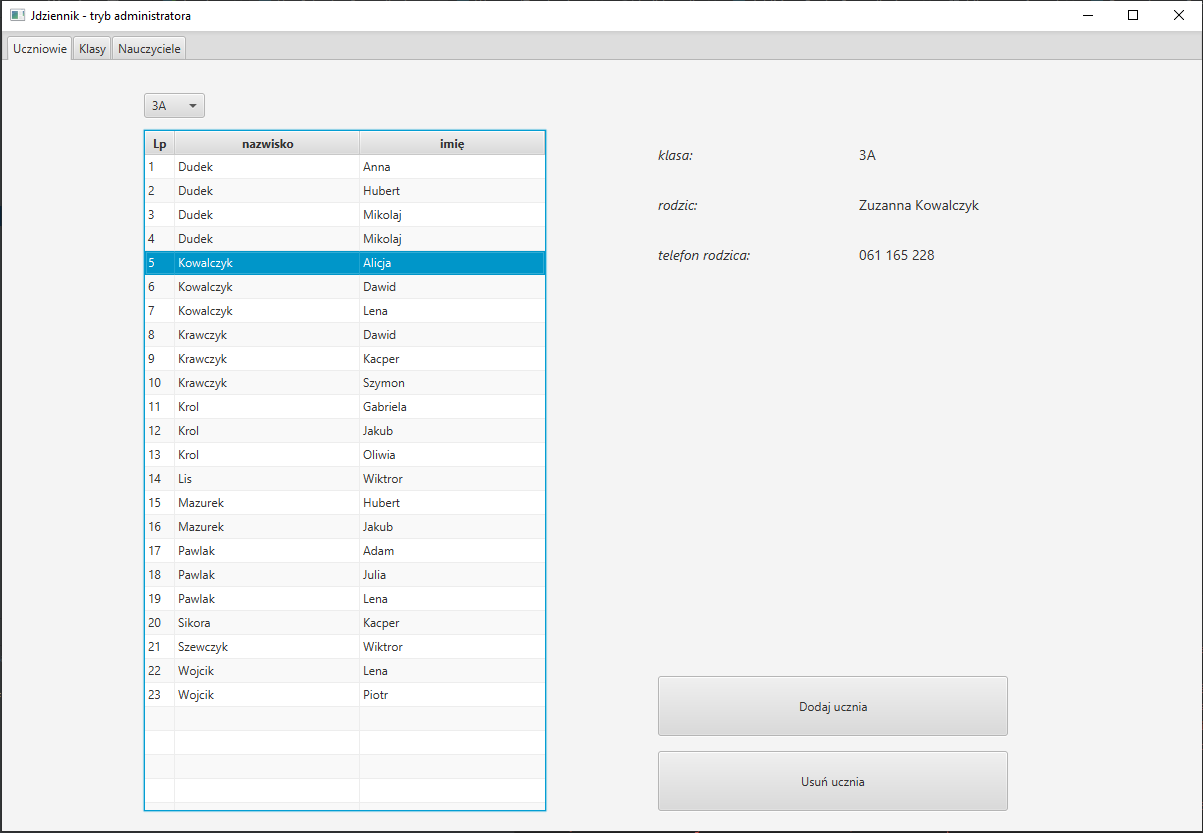 Jdziennik - tryb administratora
Uczniowie Klasy Nauczyciele
3A
Lp nazwisko imię
1 Dudek Anna
2 Dudek Hubert
3 Dudek Mikolaj
4 Dudek Mikolaj
5 Kowalczyk Alicja
6 Kowalczyk Dawid
7 Kowalczyk Lena
8 Krawczyk Dawid
9 Krawczyk Kacper
10 Krawczyk Szymon
11 Krol Gabriela
12 Krol Jakub
13 Krol Oliwia
14 Lis Wiktror
15 Mazurek Hubert
16 Mazurek Jakub
17 Pawlak Adam
18 Pawlak Julia
19 Pawlak Lena
20 Sikora Kacper
21 Szewczyk Wiktror
22 Wojcik Lena
23 Wojcik Piotr
klasa: 3A
rodzic: Zuzanna Kowalczyk
telefon rodzica: 061 165 228
Dodaj ucznia
Usuń ucznia